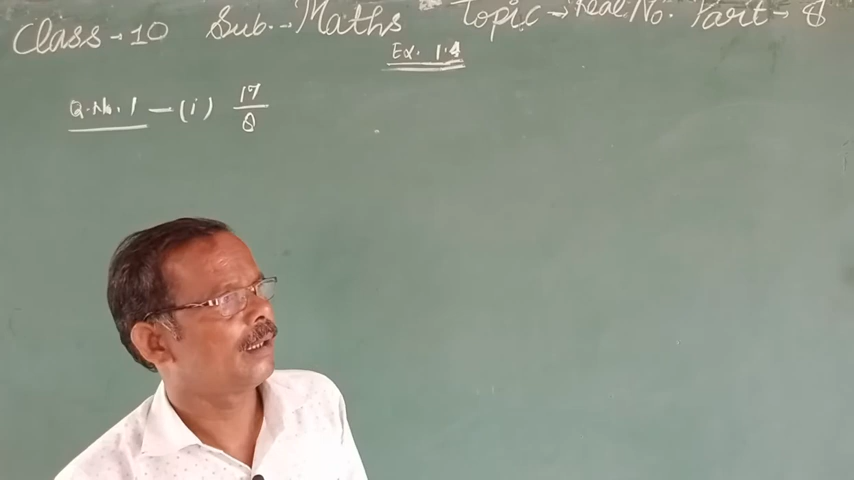 Class → 10 Sub. → Maths Topic → Real No. Part → 8
Ex. 1.4
Q.No. 1 — (i) 17/8